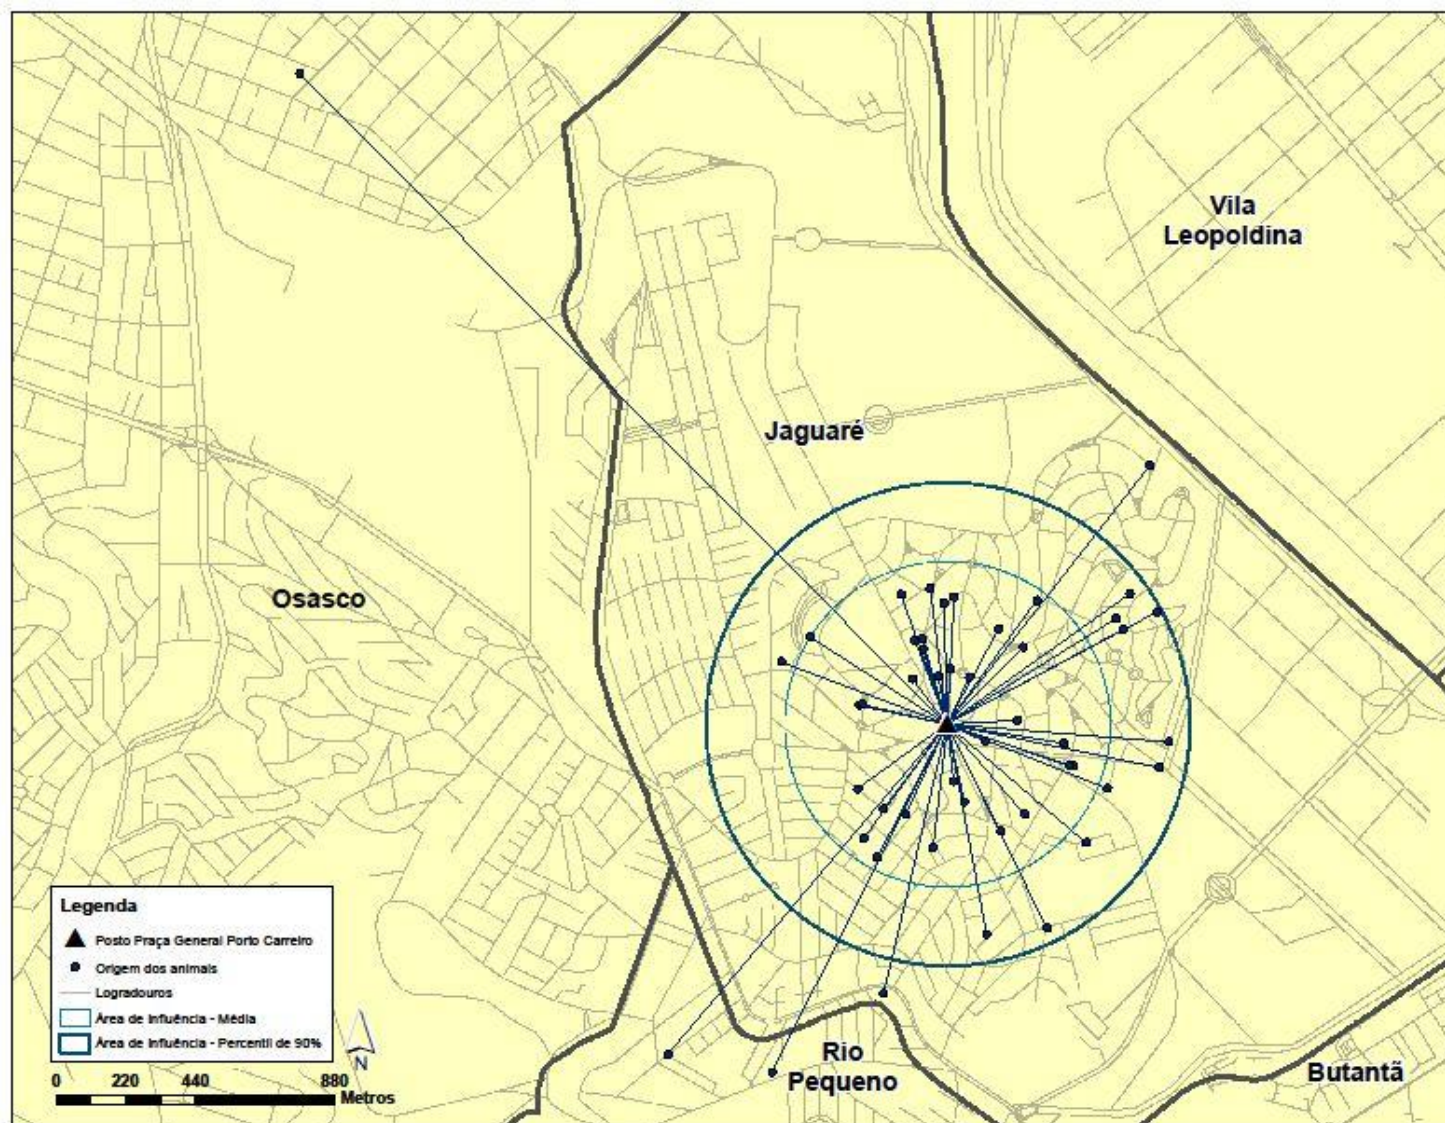 Vila
Leopoldina
Jaguaré
Osasco
Legenda
Posto Praça General Porto Carreiro
Origem dos animais
Logradouros
Área de Influência - Média
Área de Influência - Percentil de 90%
N
0 220 440 880
Metros
Rio
Pequeno
Butantã